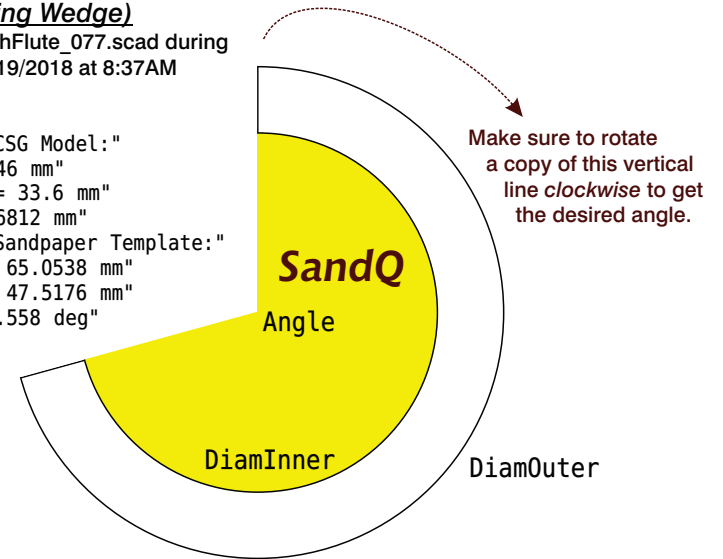 ing Wedge)
hFlute_077.scad during
19/2018 at 8:37AM
CSG Model:"
46 mm"
= 33.6 mm"
6812 mm"
Sandpaper Template:"
65.0538 mm"
47.5176 mm"
.558 deg"
Make sure to rotate
a copy of this vertical
line clockwise to get
the desired angle.
SandQ
Angle
DiamInner
DiamOuter